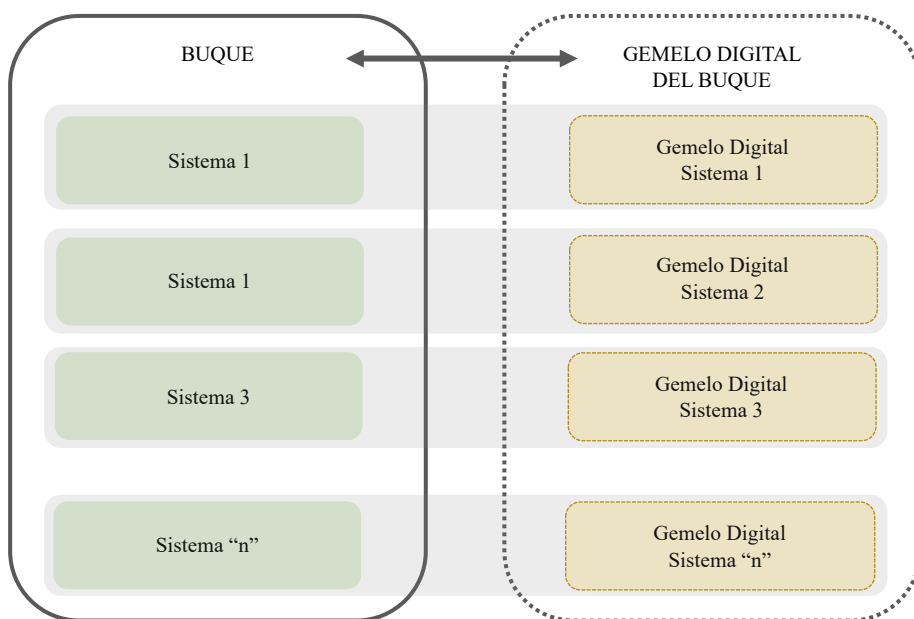 BUQUE
GEMELO DIGITAL
DEL BUQUE
Sistema 1
Gemelo Digital
Sistema 1
Sistema 1
Gemelo Digital
Sistema 2
Sistema 3
Gemelo Digital
Sistema 3
Sistema “n”
Gemelo Digital
Sistema “n”